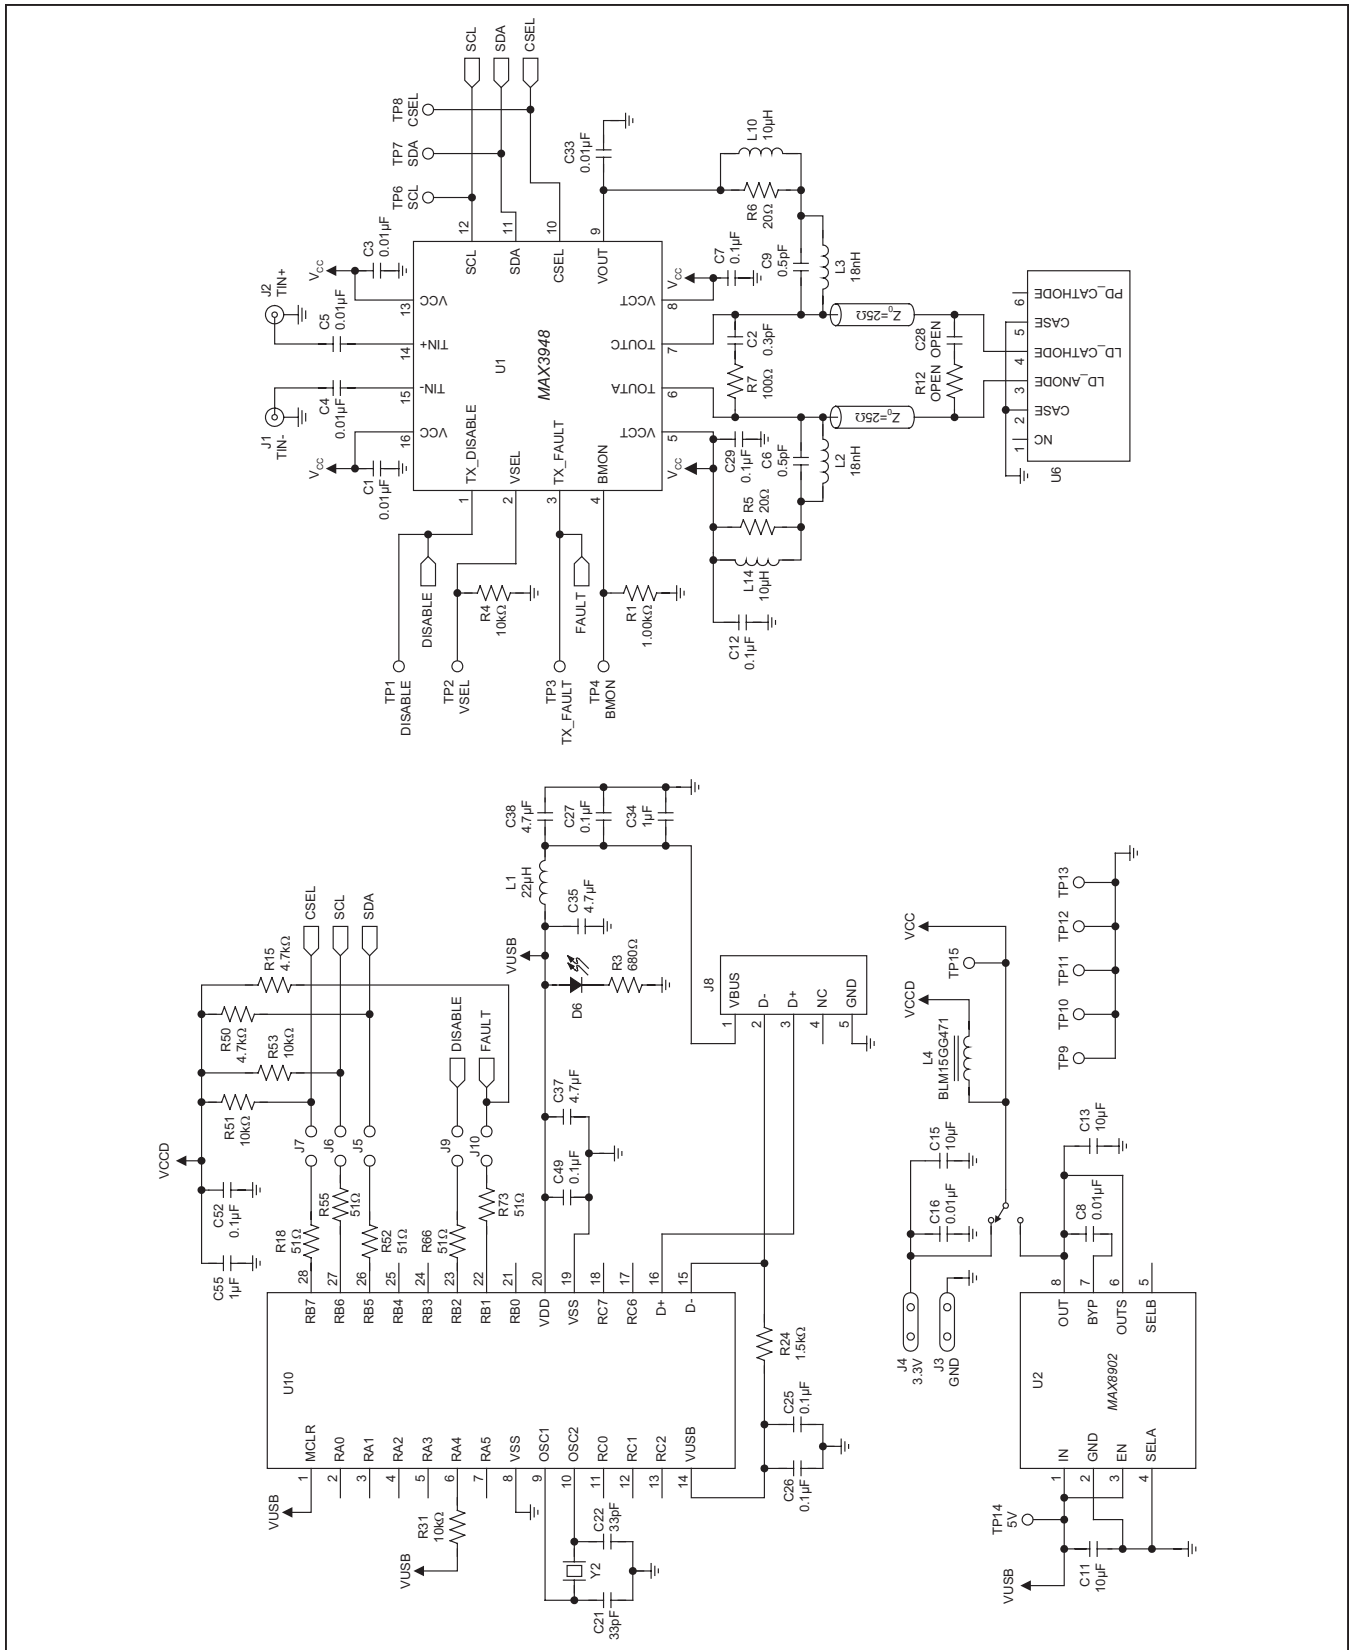 SCL
SDA
CSEL
TP8
CSEL
TP7
SDA
TP6
SCL
C33
0.01µF
L10
10µH
R6
20Ω
12
11
10
9
SCL
SDA
CSEL
VOUT
J2
TIN+
C5
0.01µF
VCC
C3
0.01µF
J1
TIN-
C4
0.01µF
VCC
C1
0.01µF
13
VCC
14
TIN+
15
TIN-
16
VCC
U1
MAX3948
TX_DISABLE
VSEL
TX_FAULT
BMON
1
2
3
4
VCCT
8
TOUTC
7
TOUTA
6
VCCT
5
VCC
C7
0.1µF
C9
0.5pF
L3
18nH
C2
0.3pF
R7
100Ω
VCC
C29
0.1µF
C6
0.5pF
L2
18nH
R5
20Ω
L14
10µH
C12
0.1µF
Z0=25Ω
Z0=25Ω
C28
OPEN
R12
OPEN
6
PD_CATHODE
5
CASE
4
LD_CATHODE
3
LD_ANODE
2
CASE
1
NC
U6
DISABLE
R4
10kΩ
FAULT
R1
1.00kΩ
TP1
DISABLE
TP2
VSEL
TP3
TX_FAULT
TP4
BMON
VCCD
C55
1µF
C52
0.1µF
R51
10kΩ
R53
10kΩ
R50
4.7kΩ
R15
4.7kΩ
CSEL
SCL
SDA
J7
J6
J5
R18
51Ω
R55
51Ω
R52
51Ω
R66
51Ω
R73
51Ω
J9
J10
DISABLE
FAULT
VUSB
L1
22µH
C38
4.7µF
C27
0.1µF
C34
1µF
C35
4.7µF
D6
R3
680Ω
C37
4.7µF
C49
0.1µF
J8
1
VBUS
2
D-
3
D+
4
NC
5
GND
28
RB7
27
RB6
26
RB5
25
RB4
24
RB3
23
RB2
22
RB1
21
RB0
20
VDD
19
VSS
18
RC7
17
RC6
16
D+
15
D-
U10
1
MCLR
2
RA0
3
RA1
4
RA2
5
RA3
6
RA4
7
RA5
8
VSS
9
OSC1
10
OSC2
11
RC0
12
RC1
13
RC2
14
VUSB
VUSB
VUSB
R31
10kΩ
C22
33pF
Y2
C21
33pF
R24
1.5kΩ
C25
0.1µF
C26
0.1µF
VCC
TP15
VCCD
L4
BLM15GG471
C15
10µF
C16
0.01µF
J4
3.3V
J3
GND
C13
10µF
C8
0.01µF
8
OUT
7
BYP
6
OUTS
5
SELB
U2
MAX8902
1
IN
2
GND
3
EN
4
SELA
TP14
5V
C11
10µF
VUSB
TP13
TP12
TP11
TP10
TP9